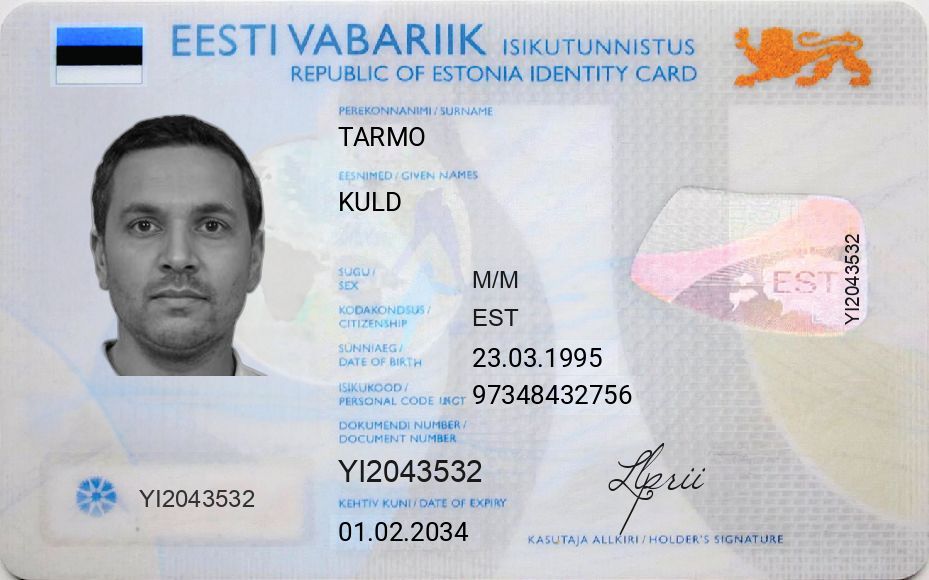 EESTI VABARIIK ISIKUTUNNISTUS
REPUBLIC OF ESTONIA IDENTITY CARD
PEREKONNANIMI / SURNAME
TARMO
EESNIMED / GIVEN NAMES
KULD
SUGU /
SEX
M/M
KODAKONDSUS /
CITIZENSHIP
EST
SÜNNIAEG /
DATE OF BIRTH
23.03.1995
ISIKUKOOD /
PERSONAL CODE
97348432756
DOKUMENDI NUMBER /
DOCUMENT NUMBER
YI2043532
KEHTIV KUNI / DATE OF EXPIRY
01.02.2034
YI2043532
EST
YI2043532
KASUTAJA ALLKIRI / HOLDER'S SIGNATURE